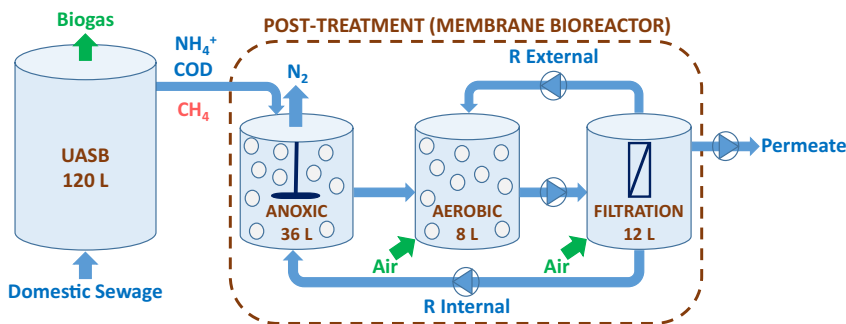 POST-TREATMENT (MEMBRANE BIOREACTOR)
Biogas
NH₄⁺
COD
CH₄
N₂
R External
UASB
120 L
Permeate
ANOXIC
36 L
AEROBIC
8 L
FILTRATION
12 L
Air
Air
Domestic Sewage
R Internal